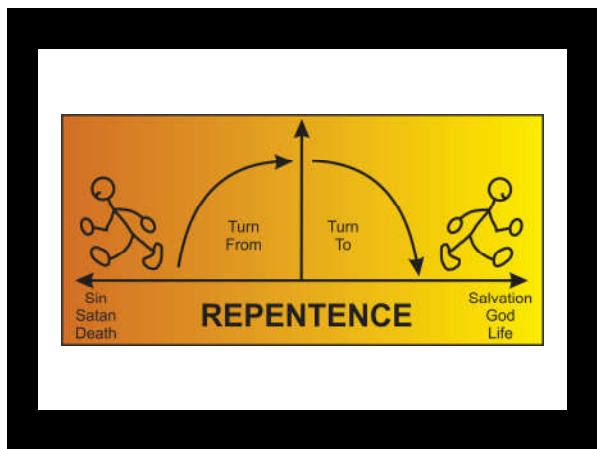 Turn
From
Turn
To
Sin
Satan
Death
REPENTENCE
Salvation
God
Life